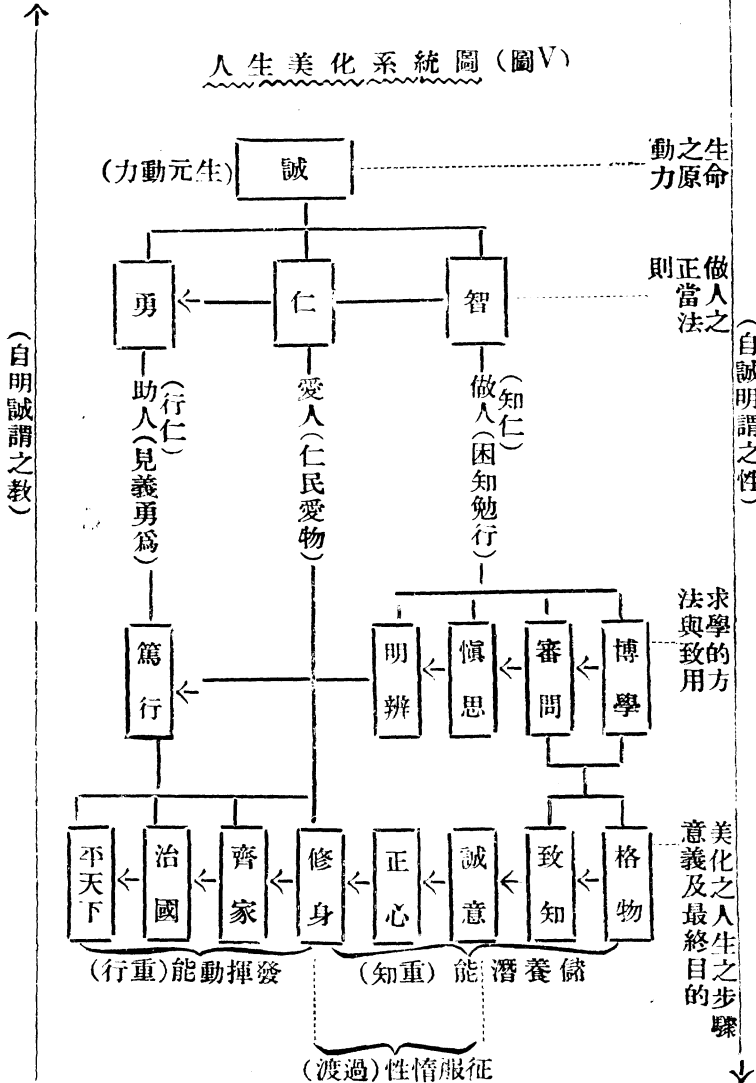 人生美化系統圖(圖V)
誠
(生元動力)
生命
之原
動力
智
仁
勇
做人之
正當法
則
(自誠明謂之性)
(自明誠謂之教)
(知仁)
做人(困知勉行)
愛人(仁民愛物)
(行仁)
助人(見義勇爲)
博學
審問
愼思
明辨
篤行
求學的方
法與致用
格物
致知
誠意
正心
修身
齊家
治國
平天下
美化之人生之步驟
意義及最終目的
儲養潛能(重知)
發揮動能(重行)
征服惰性(過渡)